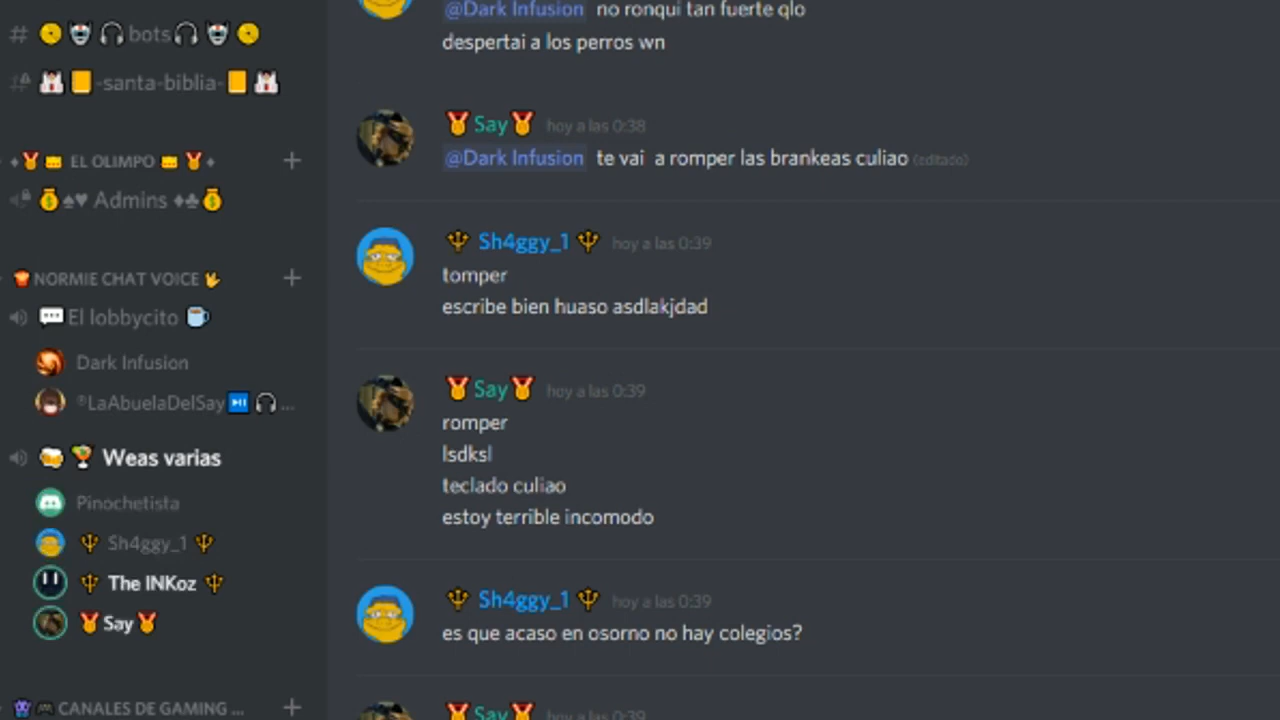 bots
-santa-biblia-
EL OLIMPO
Admins
NORMIE CHAT VOICE
El lobbycito
Dark Infusion
®LaAbuelaDelSay ...
Weas varias
Pinochetista
Sh4ggy_1
The INKoz
Say
CANALES DE GAMING ...
@Dark Infusion no ronqui tan fuerte qlo
despertai a los perros wn
Say hoy a las 0:38
@Dark Infusion te vai a romper las brankeas culiao (editado)
Sh4ggy_1 hoy a las 0:39
tomper
escribe bien huaso asdlakjdad
Say hoy a las 0:39
romper
lsdksl
teclado culiao
estoy terrible incomodo
Sh4ggy_1 hoy a las 0:39
es que acaso en osorno no hay colegios?
Say hoy a las 0:39